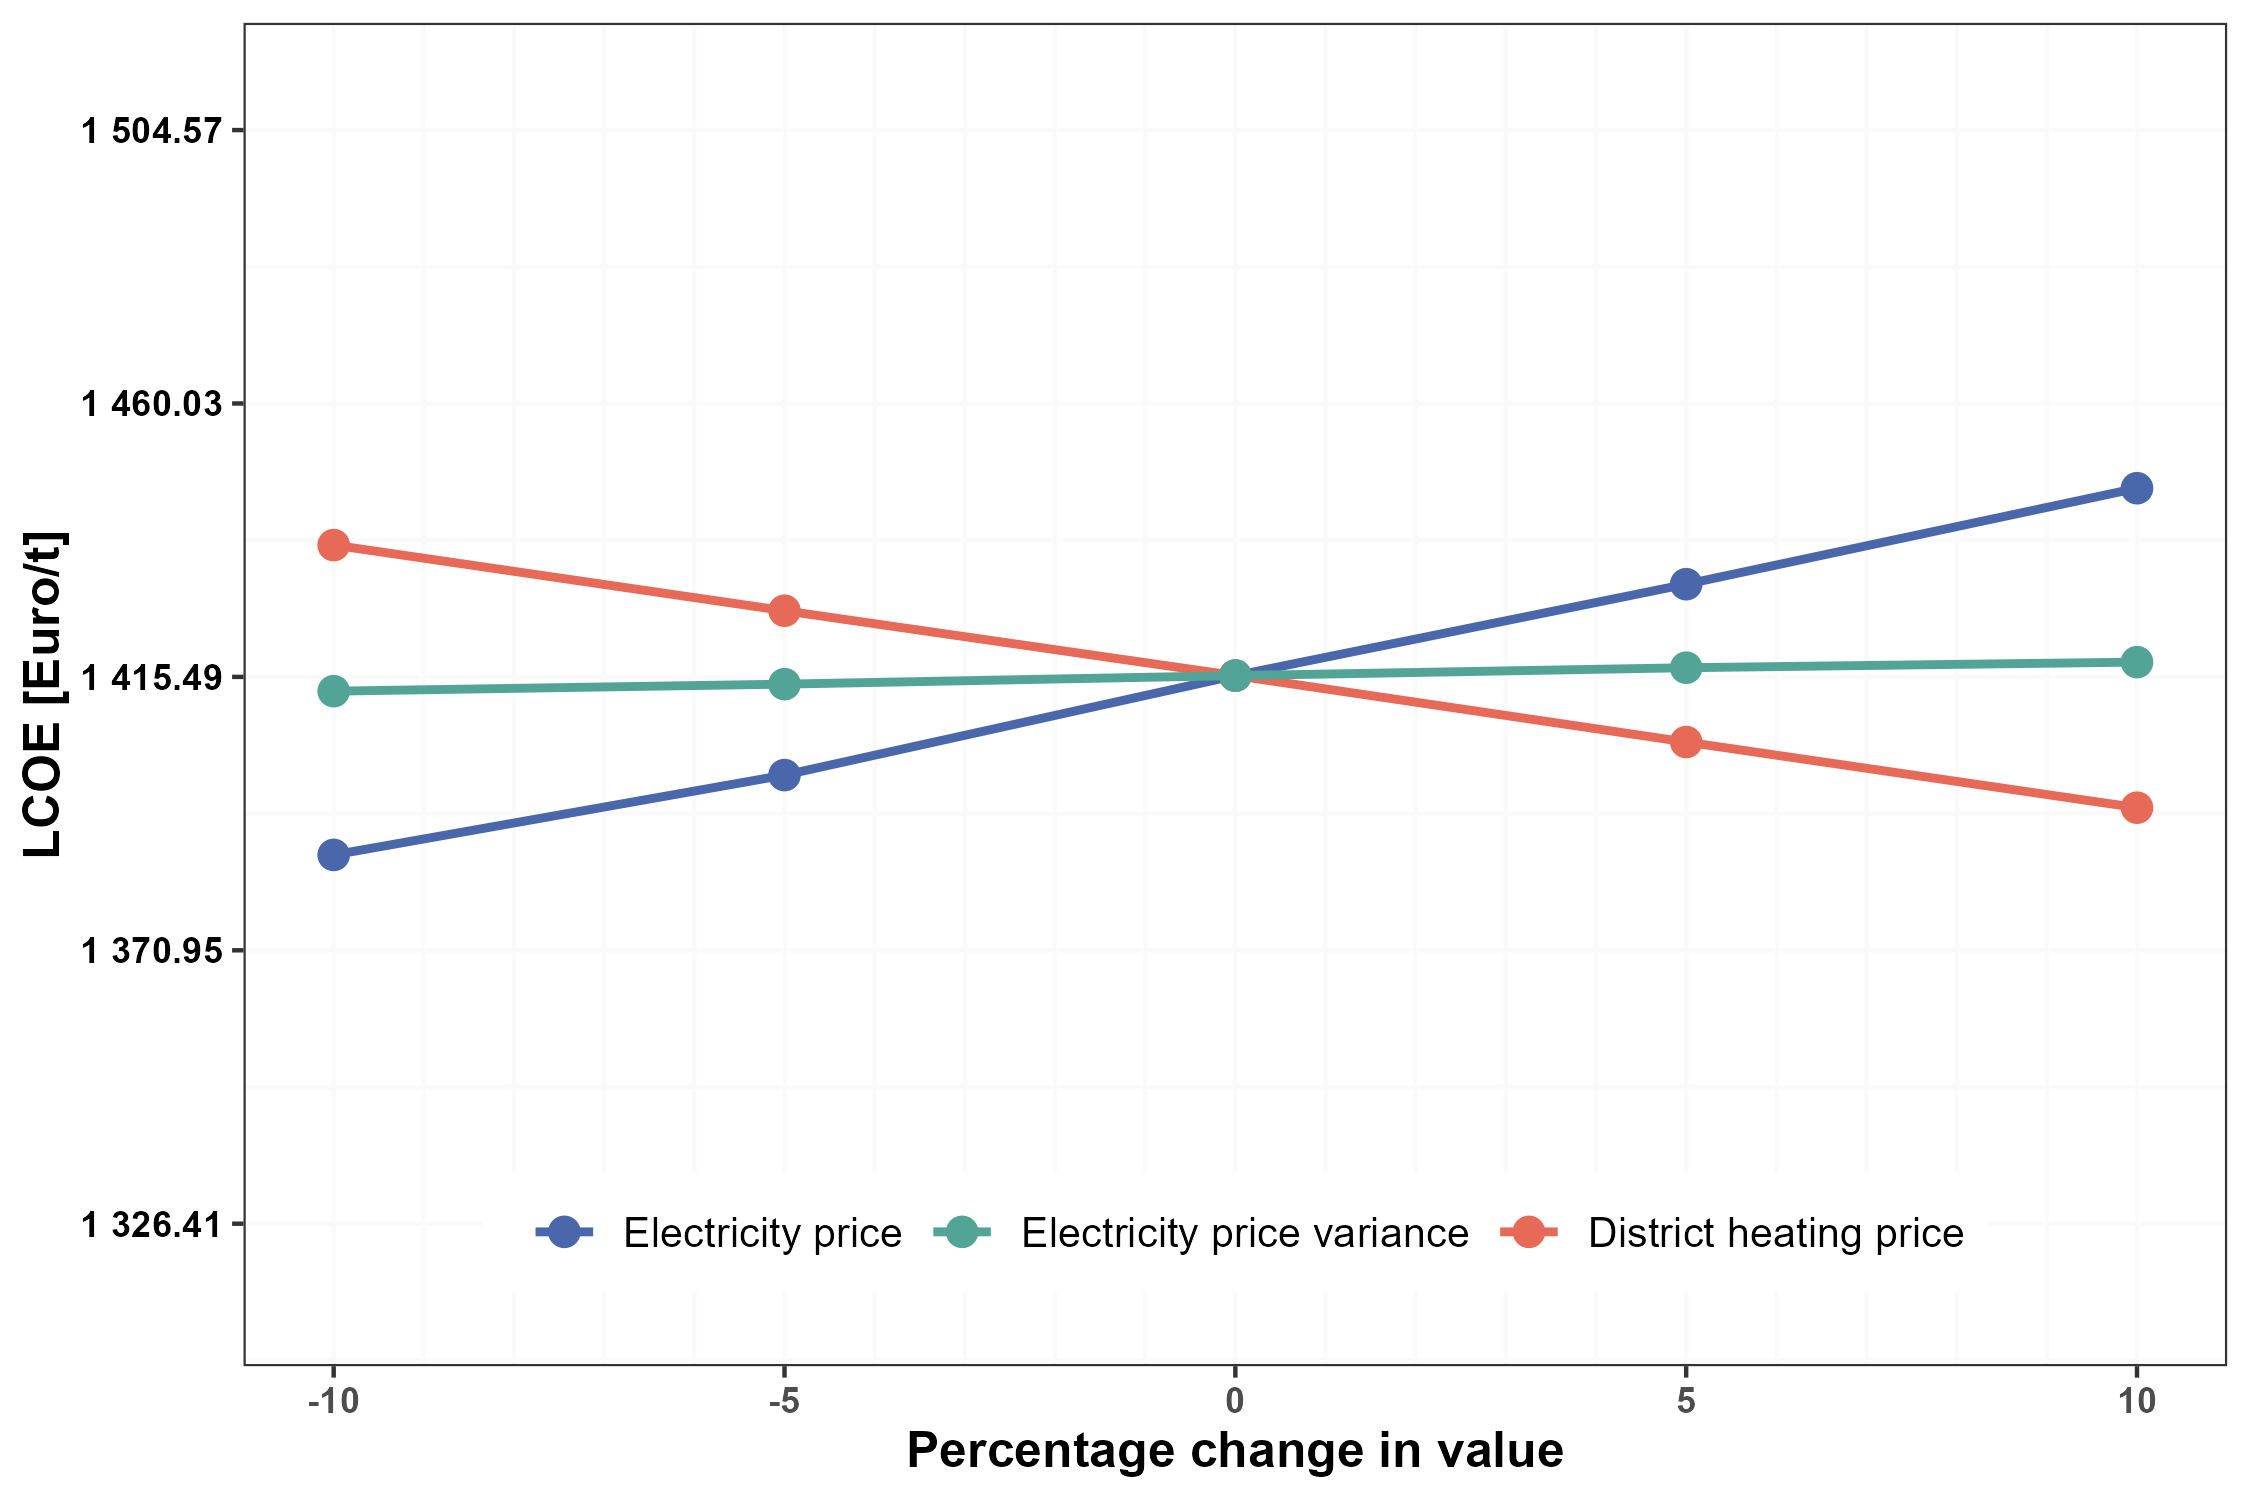 1 504.57
1 460.03
1 415.49
1 370.95
1 326.41
LCOE [Euro/t]
Electricity price
Electricity price variance
District heating price
-10
-5
0
5
10
Percentage change in value